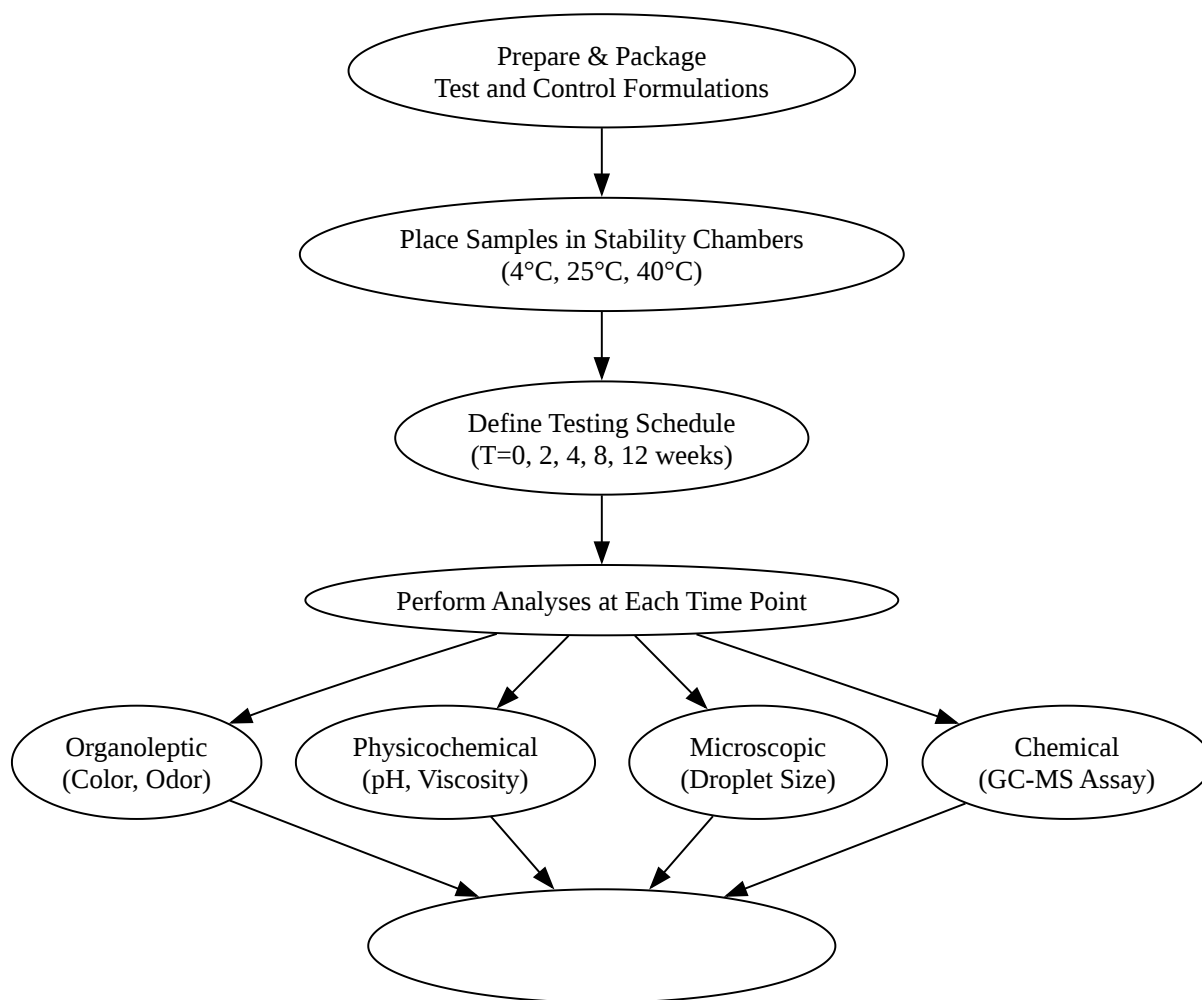 Prepare & Package
Test and Control Formulations
Place Samples in Stability Chambers
(4°C, 25°C, 40°C)
Define Testing Schedule
(T=0, 2, 4, 8, 12 weeks)
Perform Analyses at Each Time Point
Organoleptic
(Color, Odor)
Physicochemical
(pH, Viscosity)
Microscopic
(Droplet Size)
Chemical
(GC-MS Assay)